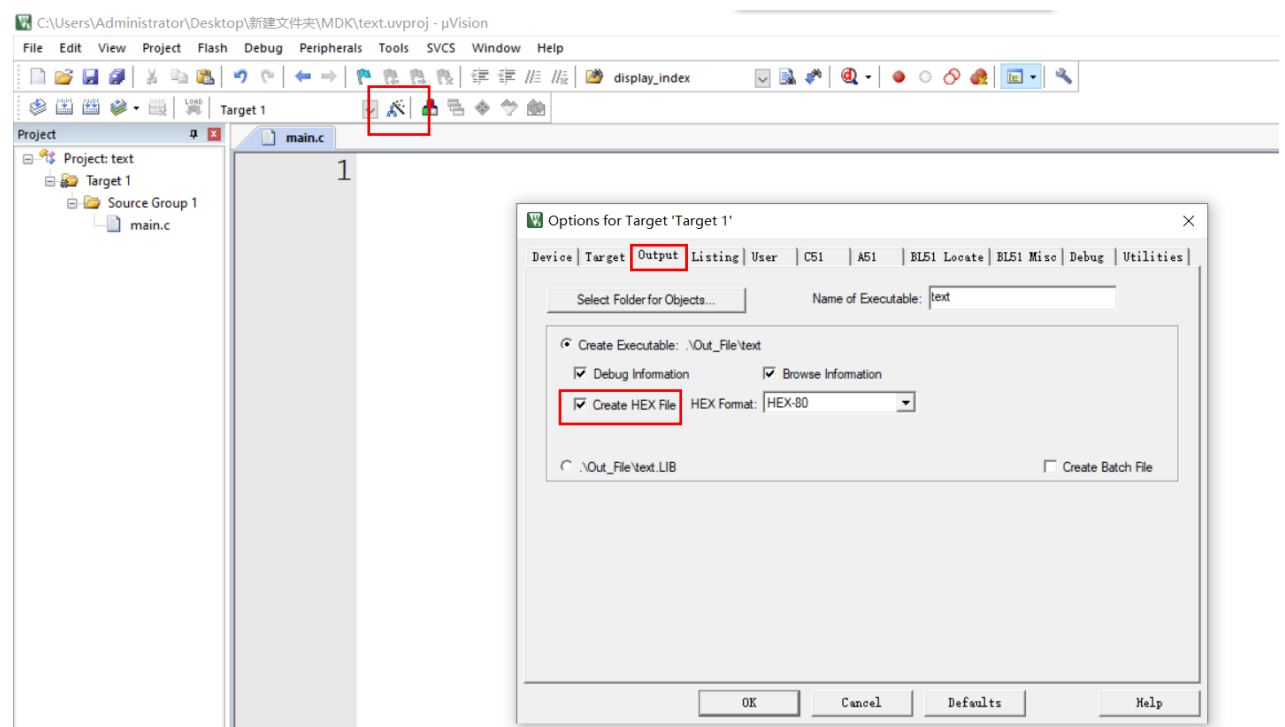 C:\Users\Administrator\Desktop\新建文件夹\MDK\text.uvproj - µVision
File Edit View Project Flash Debug Peripherals Tools SVCS Window Help
display_index
LOAD Target 1
Project
main.c
Project: text
Target 1
Source Group 1
main.c
1
Options for Target 'Target 1'
Device Target Output Listing User C51 A51 BL51 Locate BL51 Misc Debug Utilities
Select Folder for Objects... Name of Executable: text
Create Executable: .\Out_File\text
Debug Information Browse Information
Create HEX File HEX Format: HEX-80
.\Out_File\text.LIB Create Batch File
OK Cancel Defaults Help